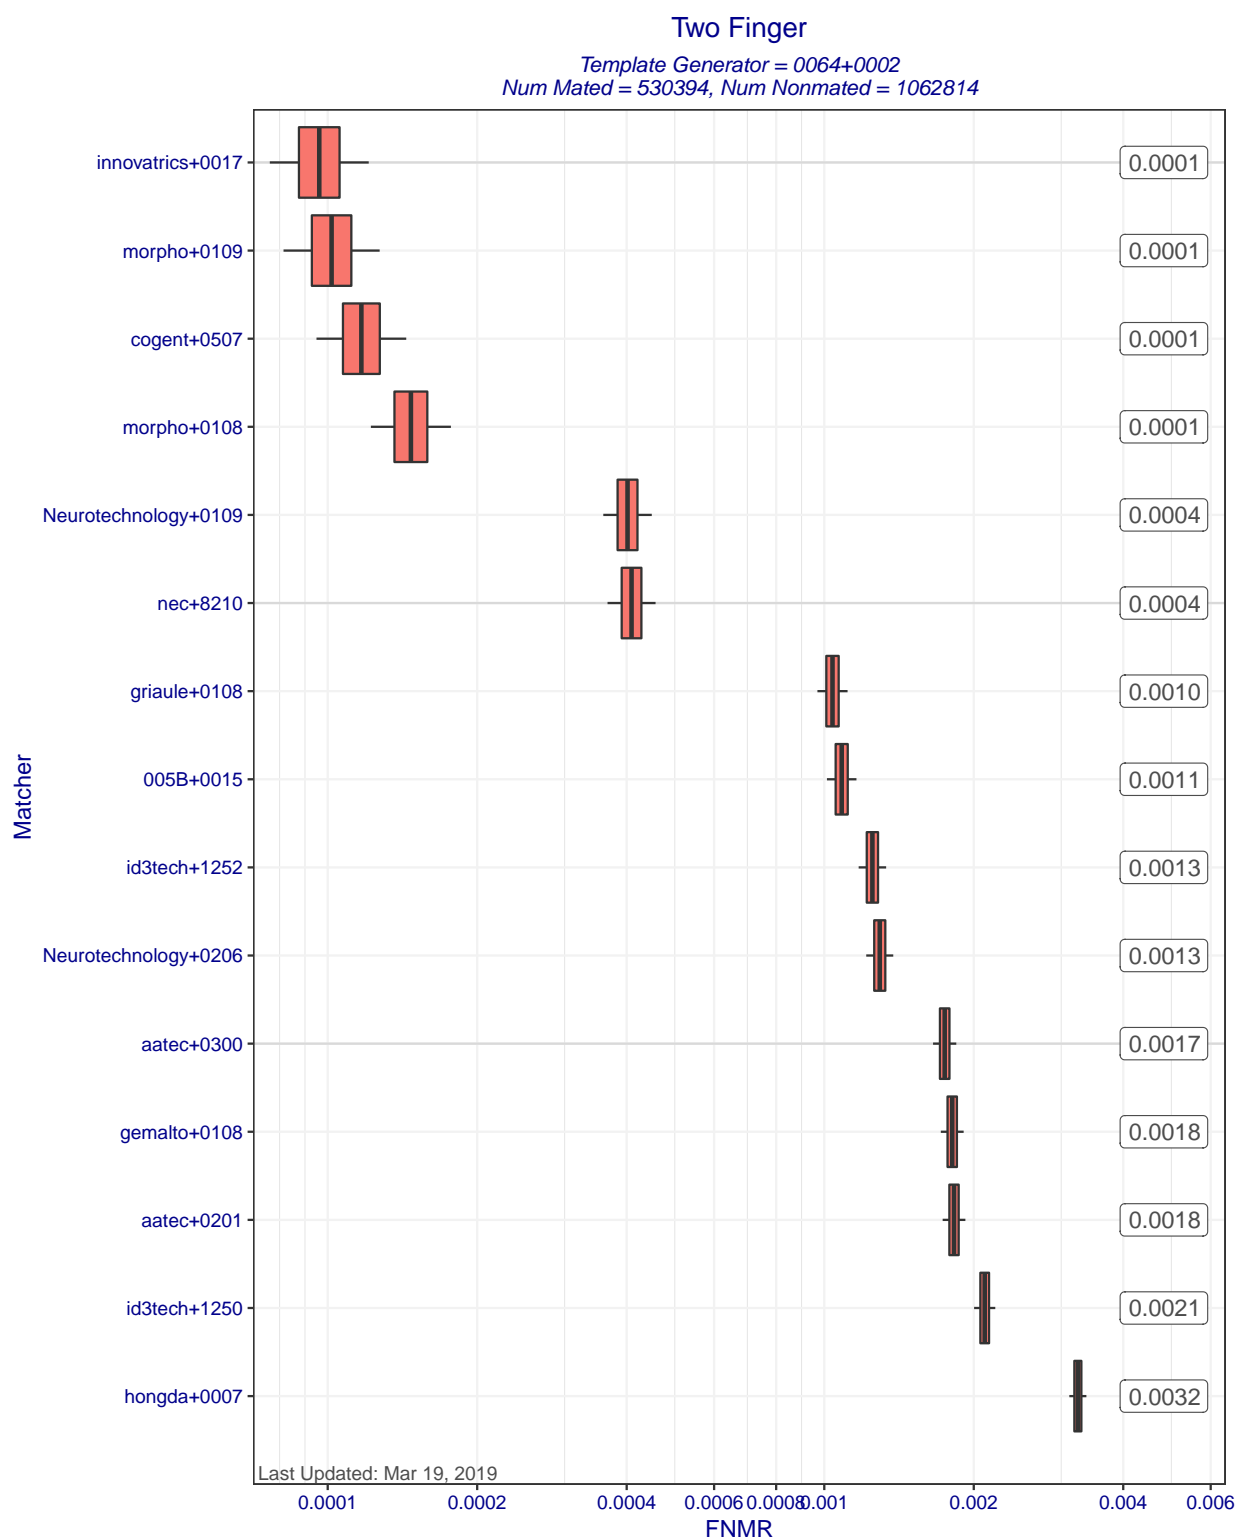 Two Finger
Template Generator = 0064+0002
Num Mated = 530394, Num Nonmated = 1062814
innovatrics+0017 0.0001
morpho+0109 0.0001
cogent+0507 0.0001
morpho+0108 0.0001
Neurotechnology+0109 0.0004
nec+8210 0.0004
griaule+0108 0.0010
005B+0015 0.0011
id3tech+1252 0.0013
Neurotechnology+0206 0.0013
aatec+0300 0.0017
gemalto+0108 0.0018
aatec+0201 0.0018
id3tech+1250 0.0021
hongda+0007 0.0032
Matcher
Last Updated: Mar 19, 2019
0.0001 0.0002 0.0004 0.0006 0.0008 0.001 0.002 0.004 0.006
FNMR